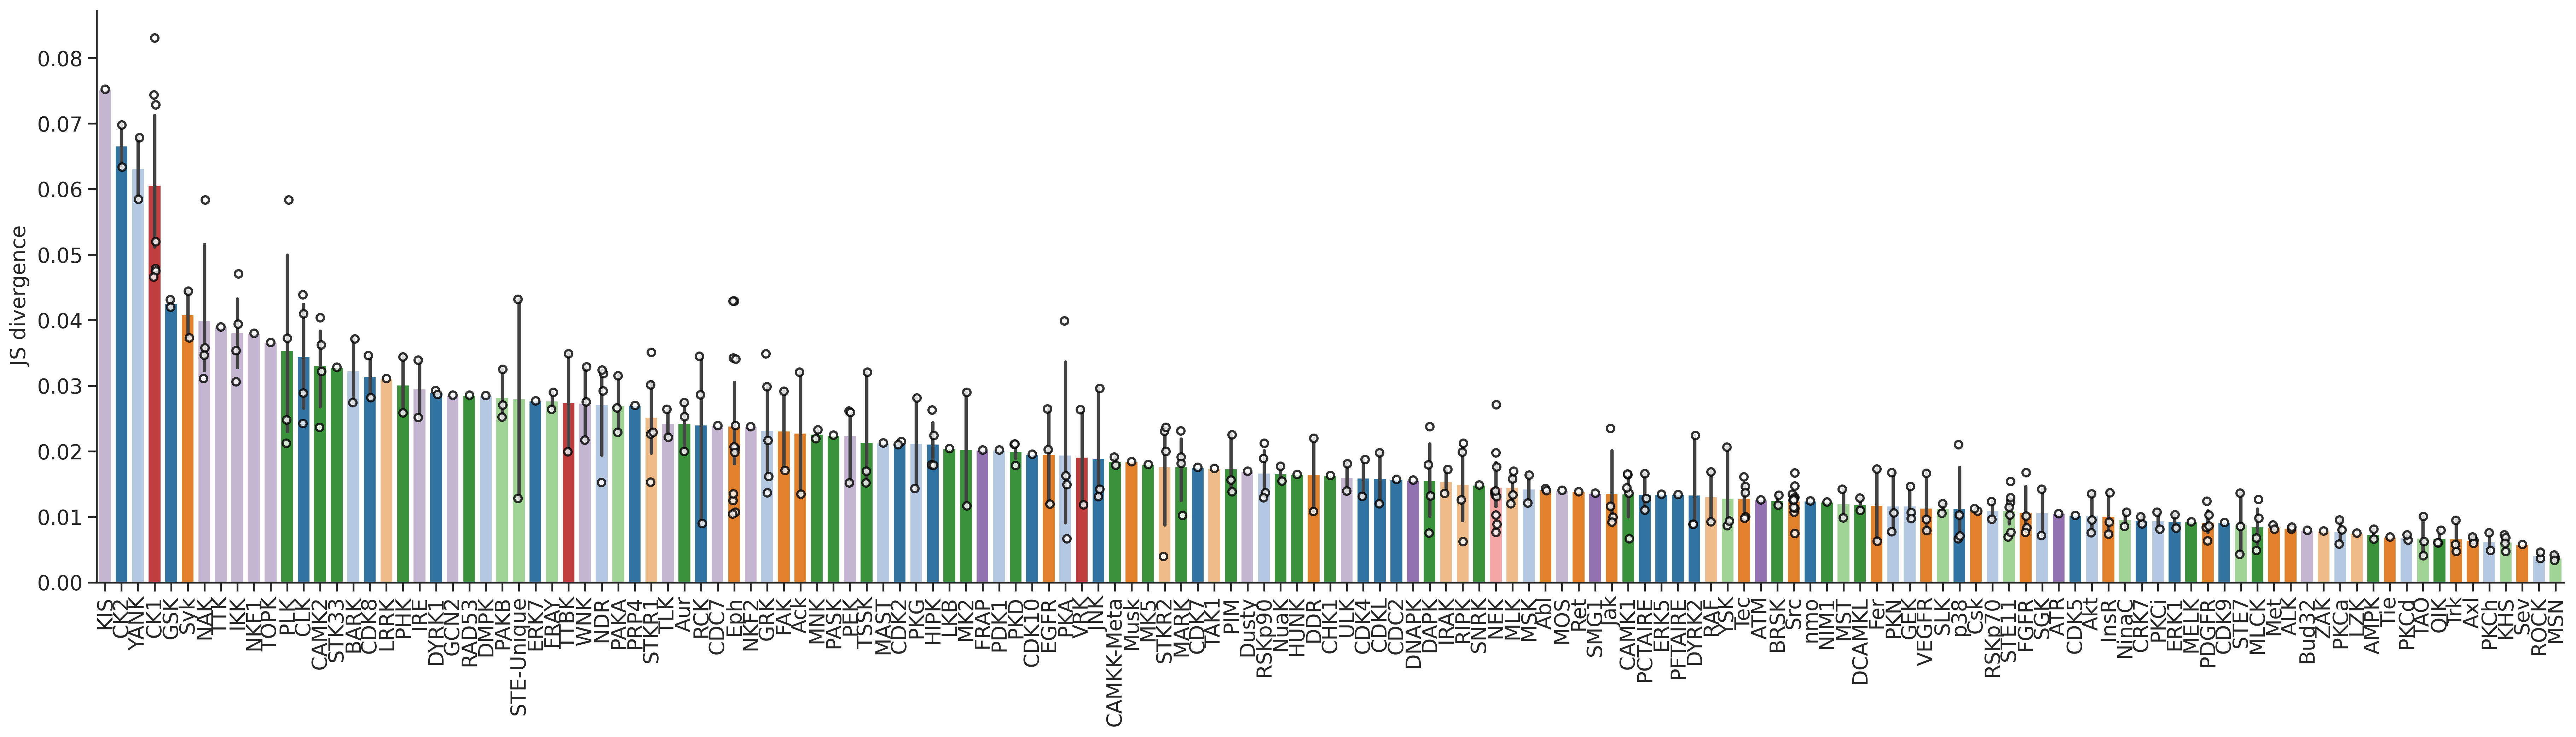 JS divergence
0.08
0.07
0.06
0.05
0.04
0.03
0.02
0.01
0.00
KIS
CK2
YANK
CK1
GSK
Syk
NAK
TTK
IKK
NKF1
TOPK
PLK
CLK
CAMK2
STK33
BARK
CDK8
LRRK
PHK
IRE
DYRK1
GCN2
RAD53
DMPK
PAKB
STE-Unique
ERK7
FRAY
TTBK
WNK
NDR
PAKA
PRP4
STKR1
TLK
Aur
RCK
CDC7
Eph
NKF2
GRK
FAK
Ack
MNK
PASK
PEK
TSSK
MAST
CDK2
PKG
HIPK
LKB
MK2
FRAP
PDK1
PKD
CDK10
EGFR
PKA
VRK
JNK
CAMKK-Meta
Musk
MK5
STKR2
MARK
CDK7
TAK1
PIM
Dusty
RSKp90
NuaK
HUNK
DDR
CHK1
ULK
CDK4
CDKL
CDC2
DNAPK
DAPK
IRAK
RIPK
SNRK
NEK
MLK
MSK
Abl
MOS
Ret
SMG1
Jak
CAMK1
PCTAIRE
ERK5
PFTAIRE
DYRK2
RAF
YSK
Tec
ATM
BRSK
Src
nmo
NIM1
MST
DCAMKL
Fer
PKN
GEK
VEGFR
SLK
p38
Csk
RSKp70
STE11
FGFR
SGK
ATR
CDK5
Akt
InsR
NinaC
CRK7
PKCi
ERK1
MELK
PDGFR
CDK9
STE7
MLCK
Met
ALK
Bud32
ZAK
PKCa
LZK
AMPK
Tie
PKCd
TAO
QIK
Trk
Axl
PKCh
KHS
Sev
ROCK
MSN